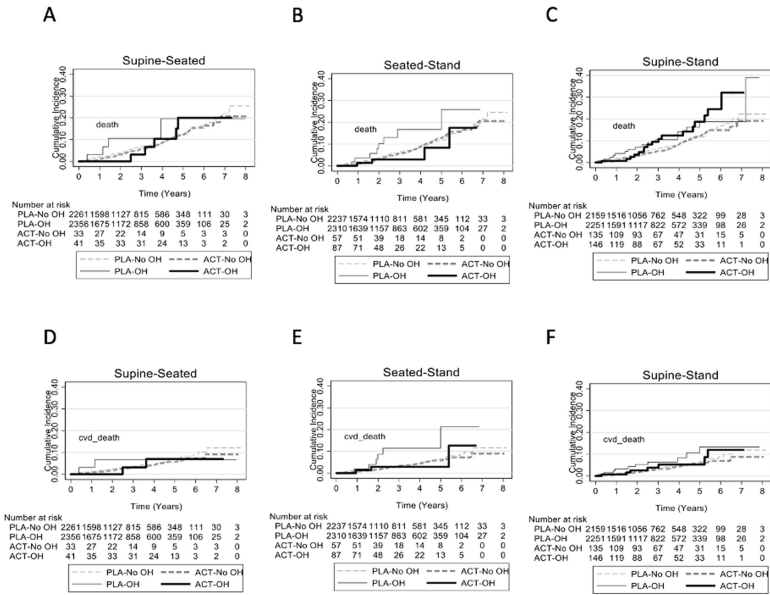 A
Supine-Seated
Cumulative Incidence
0.00 0.10 0.20 0.30 0.40
death
0 1 2 3 4 5 6 7 8
Time (Years)
Number at risk
PLA-No OH 2261 1598 1127 815 586 348 111 30 3
PLA-OH 2356 1675 1172 858 600 359 106 25 2
ACT-No OH 33 27 22 14 9 5 3 3 0
ACT-OH 41 35 33 31 24 13 3 2 0
PLA-No OH ACT-No OH
PLA-OH ACT-OH
B
Seated-Stand
Cumulative Incidence
0.00 0.10 0.20 0.30 0.40
death
0 1 2 3 4 5 6 7 8
Time (Years)
Number at risk
PLA-No OH 2237 1574 1110 811 581 345 112 33 3
PLA-OH 2310 1639 1157 863 602 359 104 27 2
ACT-No OH 57 51 39 18 14 8 2 0 0
ACT-OH 87 71 48 26 22 13 5 0 0
PLA-No OH ACT-No OH
PLA-OH ACT-OH
C
Supine-Stand
Cumulative Incidence
0.00 0.10 0.20 0.30 0.40
death
0 1 2 3 4 5 6 7 8
Time (Years)
Number at risk
PLA-No OH 2159 1516 1056 762 548 322 99 28 3
PLA-OH 2251 1591 1117 822 572 339 98 26 2
ACT-No OH 135 109 93 67 47 31 15 5 0
ACT-OH 146 119 88 67 52 33 11 1 0
PLA-No OH ACT-No OH
PLA-OH ACT-OH
D
Supine-Seated
Cumulative Incidence
0.00 0.10 0.20 0.30 0.40
cvd_death
0 1 2 3 4 5 6 7 8
Time (Years)
Number at risk
PLA-No OH 2261 1598 1127 815 586 348 111 30 3
PLA-OH 2356 1675 1172 858 600 359 106 25 2
ACT-No OH 33 27 22 14 9 5 3 3 0
ACT-OH 41 35 33 31 24 13 3 2 0
PLA-No OH ACT-No OH
PLA-OH ACT-OH
E
Seated-Stand
Cumulative Incidence
0.00 0.10 0.20 0.30 0.40
cvd_death
0 1 2 3 4 5 6 7 8
Time (Years)
Number at risk
PLA-No OH 2237 1574 1110 811 581 345 112 33 3
PLA-OH 2310 1639 1157 863 602 359 104 27 2
ACT-No OH 57 51 39 18 14 8 2 0 0
ACT-OH 87 71 48 26 22 13 5 0 0
PLA-No OH ACT-No OH
PLA-OH ACT-OH
F
Supine-Stand
Cumulative Incidence
0.00 0.10 0.20 0.30 0.40
cvd_death
0 1 2 3 4 5 6 7 8
Time (Years)
Number at risk
PLA-No OH 2159 1516 1056 762 548 322 99 28 3
PLA-OH 2251 1591 1117 822 572 339 98 26 2
ACT-No OH 135 109 93 67 47 31 15 5 0
ACT-OH 146 119 88 67 52 33 11 1 0
PLA-No OH ACT-No OH
PLA-OH ACT-OH